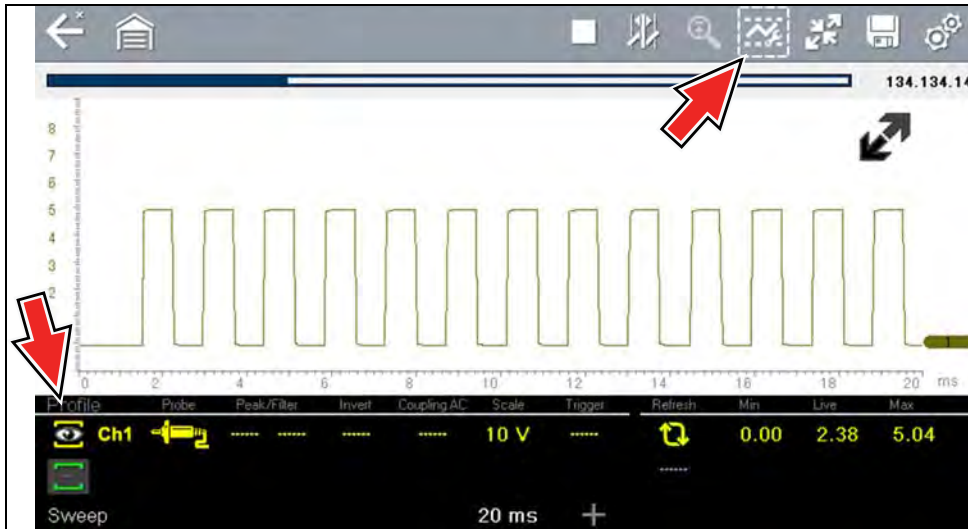 134.134.14
8
7
6
5
4
3
2
1
0 2 4 6 8 10 12 14 16 18 20 ms
Profile Probe Peak/Filter Invert Coupling AC Scale Trigger Refresh Min Live Max
Ch1 ------ ------ ------ ------ 10 V ------ 0.00 2.38 5.04
------
Sweep 20 ms +